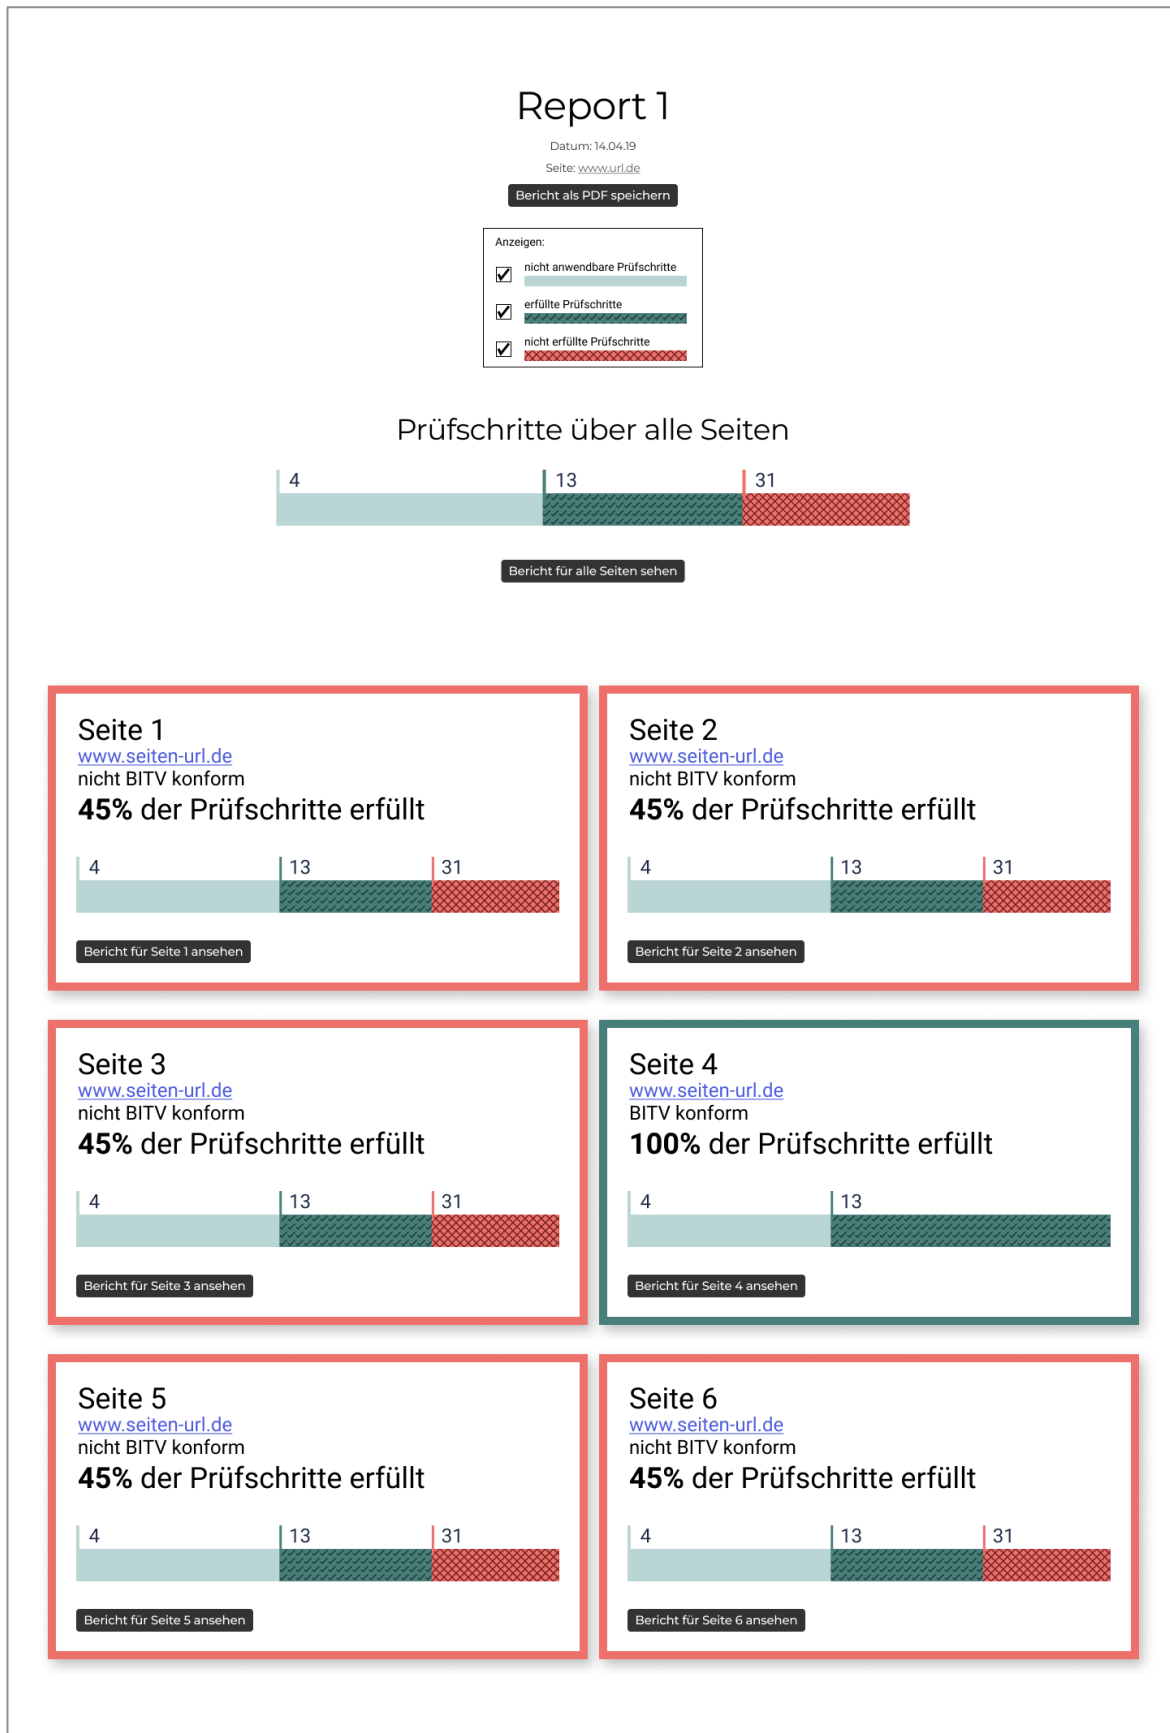 Report 1
Datum: 14.04.19
Seite: www.url.de
Bericht als PDF speichern
Anzeigen:
nicht anwendbare Prüfschritte
erfüllte Prüfschritte
nicht erfüllte Prüfschritte
Prüfschritte über alle Seiten
4 13 31
Bericht für alle Seiten sehen
Seite 1
www.seiten-url.de
nicht BITV konform
45% der Prüfschritte erfüllt
4 13 31
Bericht für Seite 1 ansehen
Seite 2
www.seiten-url.de
nicht BITV konform
45% der Prüfschritte erfüllt
4 13 31
Bericht für Seite 2 ansehen
Seite 3
www.seiten-url.de
nicht BITV konform
45% der Prüfschritte erfüllt
4 13 31
Bericht für Seite 3 ansehen
Seite 4
www.seiten-url.de
BITV konform
100% der Prüfschritte erfüllt
4 13
Bericht für Seite 4 ansehen
Seite 5
www.seiten-url.de
nicht BITV konform
45% der Prüfschritte erfüllt
4 13 31
Bericht für Seite 5 ansehen
Seite 6
www.seiten-url.de
nicht BITV konform
45% der Prüfschritte erfüllt
4 13 31
Bericht für Seite 6 ansehen